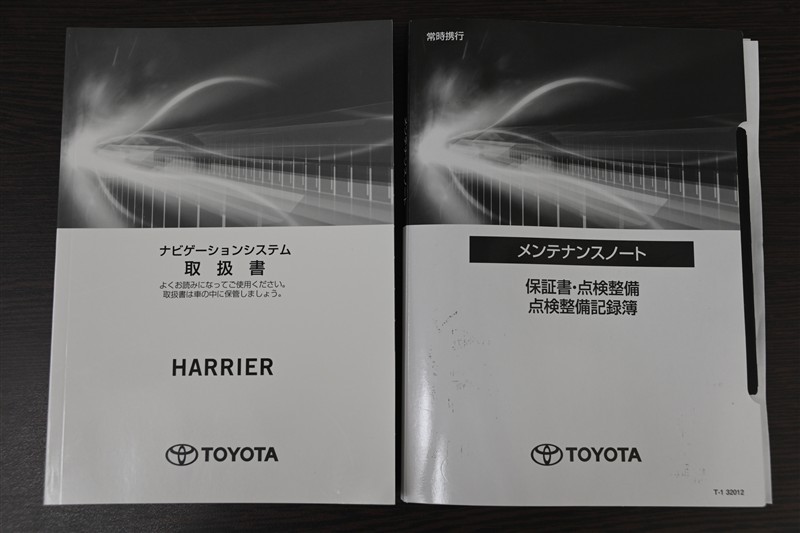 ナビゲーションシステム
取扱書
よくお読みになってご使用ください。
取扱書は車の中に保管しましょう。
HARRIER
TOYOTA
常時携行
メンテナンスノート
保証書・点検整備
点検整備記録簿
TOYOTA
T-1 32012